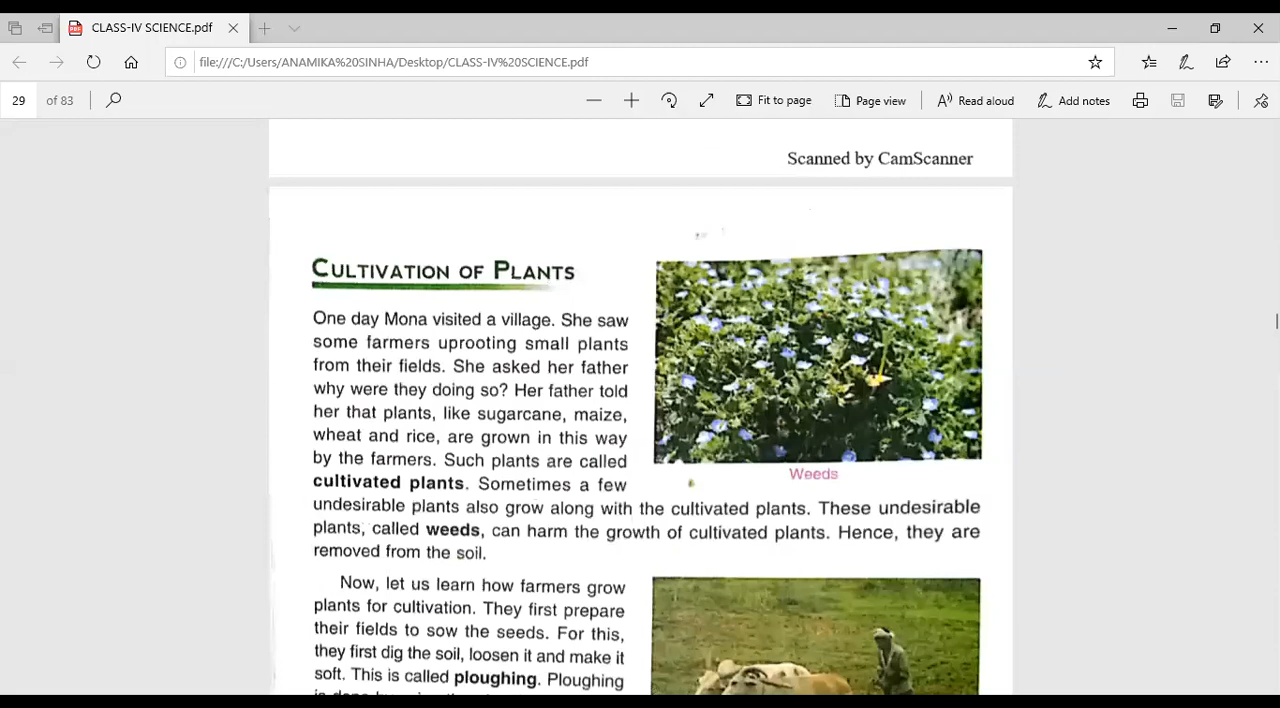 CLASS-IV SCIENCE.pdf
file:///C:/Users/ANAMIKA%20SINHA/Desktop/CLASS-IV%20SCIENCE.pdf
29 of 83
Fit to page
Page view
Read aloud
Add notes
Scanned by CamScanner
CULTIVATION OF PLANTS
One day Mona visited a village. She saw
some farmers uprooting small plants
from their fields. She asked her father
why were they doing so? Her father told
her that plants, like sugarcane, maize,
wheat and rice, are grown in this way
by the farmers. Such plants are called
cultivated plants. Sometimes a few
Weeds
undesirable plants also grow along with the cultivated plants. These undesirable
plants, called weeds, can harm the growth of cultivated plants. Hence, they are
removed from the soil.
Now, let us learn how farmers grow
plants for cultivation. They first prepare
their fields to sow the seeds. For this,
they first dig the soil, loosen it and make it
soft. This is called ploughing. Ploughing